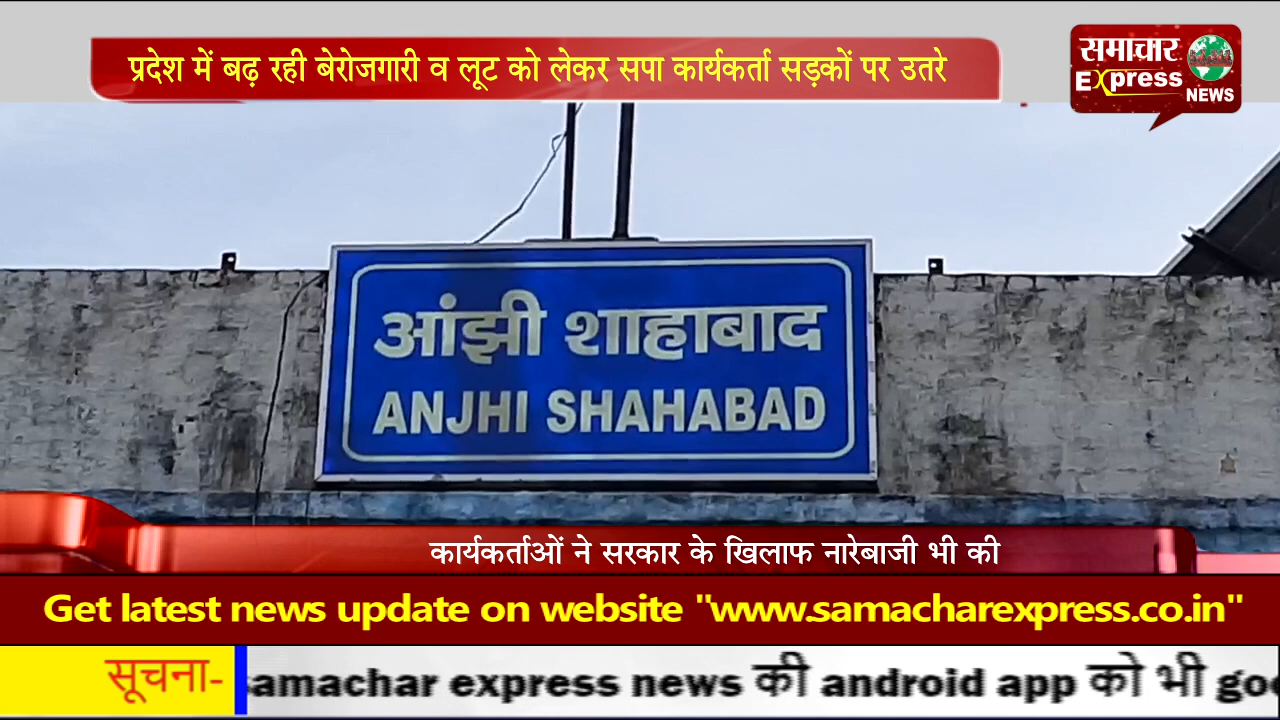 प्रदेश में बढ़ रही बेरोजगारी व लूट को लेकर सपा कार्यकर्ता सड़कों पर उतरे
समाचार
Express
NEWS
आंझी शाहाबाद
ANJHI SHAHABAD
कार्यकर्ताओं ने सरकार के खिलाफ नारेबाजी भी की
Get latest news update on website "www.samacharexpress.co.in"
सूचना- samachar express news की android app को भी